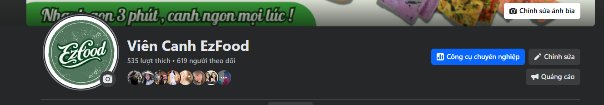 gọn 3 phút , canh ngon mọi lúc !
Chỉnh sửa ảnh bìa
EzFood
Viên Canh EzFood
535 lượt thích • 619 người theo dõi
Công cụ chuyên nghiệp
Chỉnh sửa
Quảng cáo